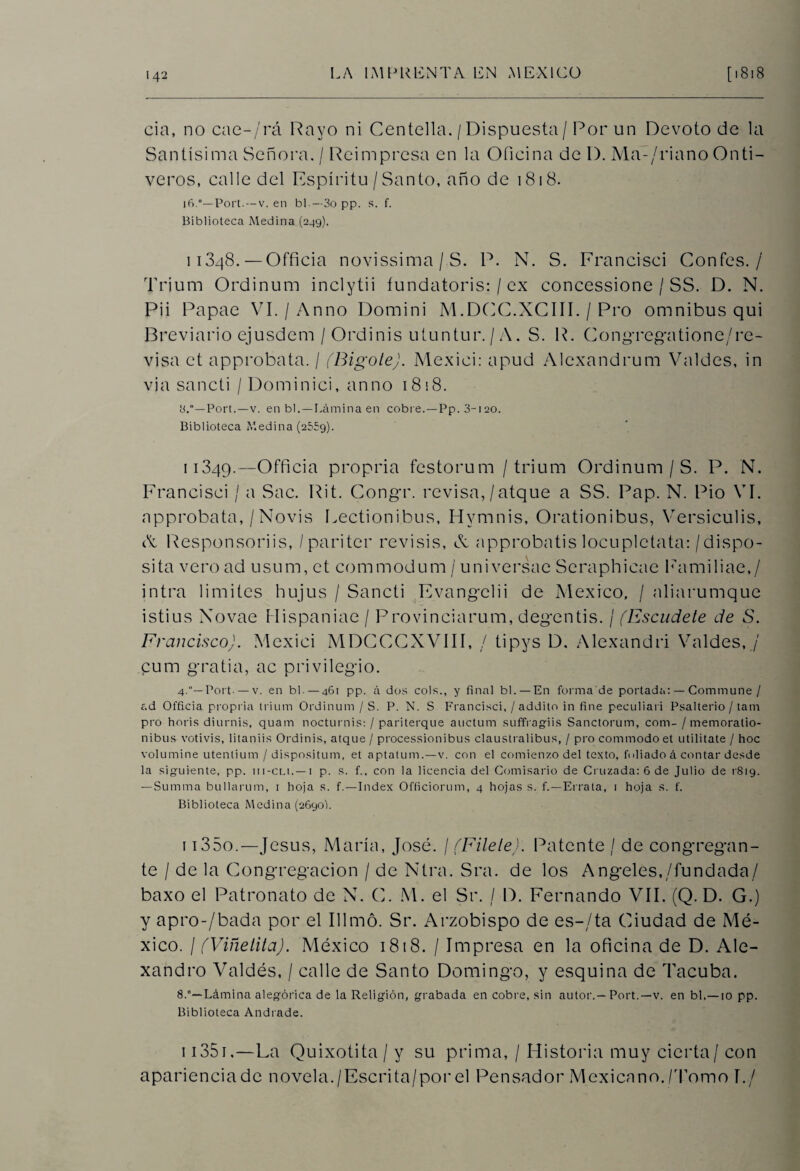 142 LA IMPRENTA EN MEXICO [1818
cia, no cae-/rá Rayo ni Centella. / Dispuesta / Por un Devoto de la
Santísima Señora. / Reimpresa en la Oficina de D. Ma-/riano Onti-
veros, calle del Espíritu / Santo, año de 1818.
16.°—Port.—v. en bl.—30 pp. s. f.
Biblioteca Medina (249).
11348.—Officia novissima / S. P. N. S. Francisci Confes. /
Trium Ordinum inclytii fundatoris: / ex concessione / SS. D. N.
Pii Papae VI. / Anno Domini M.DCC.XCIII. / Pro omnibus qui
Breviario ejusdem / Ordinis utuntur. / A. S. R. Congregatione/re-
visa et approbata. / (Bigote). Mexici: apud Alexandrum Valdes, in
via sancti / Dominici, anno 1818.
8.°—Port.—v. en bl.—Lámina en cobre.—Pp. 3-120.
Biblioteca Medina (2559).
11349.—Officia propria festorum / trium Ordinum / S. P. N.
Francisci / a Sac. Rit. Congr. revisa, /atque a SS. Pap. N. Pio VI.
approbata, / Novis Lectionibus, Hymnis, Orationibus, Versiculis,
& Responsoriis, / pariter revisis, & approbatis locupletata: / dispo-
sita vero ad usum, et commodum / universae Seraphicae Familiae, /
intra limites hujus / Sancti Evangelii de Mexico, / aliarumque
istius Novae Hispaniae / Provinciarum, degentis. / (Escudete de S.
Francisco). Mexici MDCCCXVIII, / tipys D. Alexandri Valdes, /
cum gratia, ac privilegio.
4.°—Port.—v. en bl.—461 pp. á dos cols., y final bl.—En forma de portada:—Commune /
ad Officia propria trium Ordinum / S. P. N. S Francisci, / addito in fine peculiari Psalterio / tam
pro horis diurnis, quam nocturnis: / pariterque auctum suffragiis Sanctorum, com- / memoratio-
nibus votivis, litaniis Ordinis, atque / processionibus claustralibus, / pro commodo et utilitate / hoc
volumine utentium / dispositum, et aptatum.—v. con el comienzo del texto, foliado á contar desde
la siguiente, pp. III-CLI.—1 p. s. f., con la licencia del Comisario de Cruzada: 6 de Julio de 1819.
—Summa bullarum, 1 hoja s. f.—Index Officiorum, 4 hojas s. f.—Errata, 1 hoja s. f.
Biblioteca Medina (2690).
11350.—Jesus, María, José. / (Filete). Patente / de congregan-
te / de la Congregacion / de Ntra. Sra. de los Angeles, /fundada/
baxo el Patronato de N. C. M. el Sr. / D. Fernando VII. (Q. D. G.)
y apro-/bada por el Illmô. Sr. Arzobispo de es-/ta Ciudad de Mé-
xico. / (Viñetita). México 1818. / Impresa en la oficina de D. Ale-
xandro Valdés, / calle de Santo Domingo, y esquina de Tacuba.
8.°—Lámina alegórica de la Religión, grabada en cobre, sin autor.—Port.—v. en bl.—10 pp.
Biblioteca Andrade.
11351.—La Quixotita / y su prima, / Historia muy cierta / con
apariencia de novela. / Escrita/por el Pensador Mexicano. / Tomo I. /